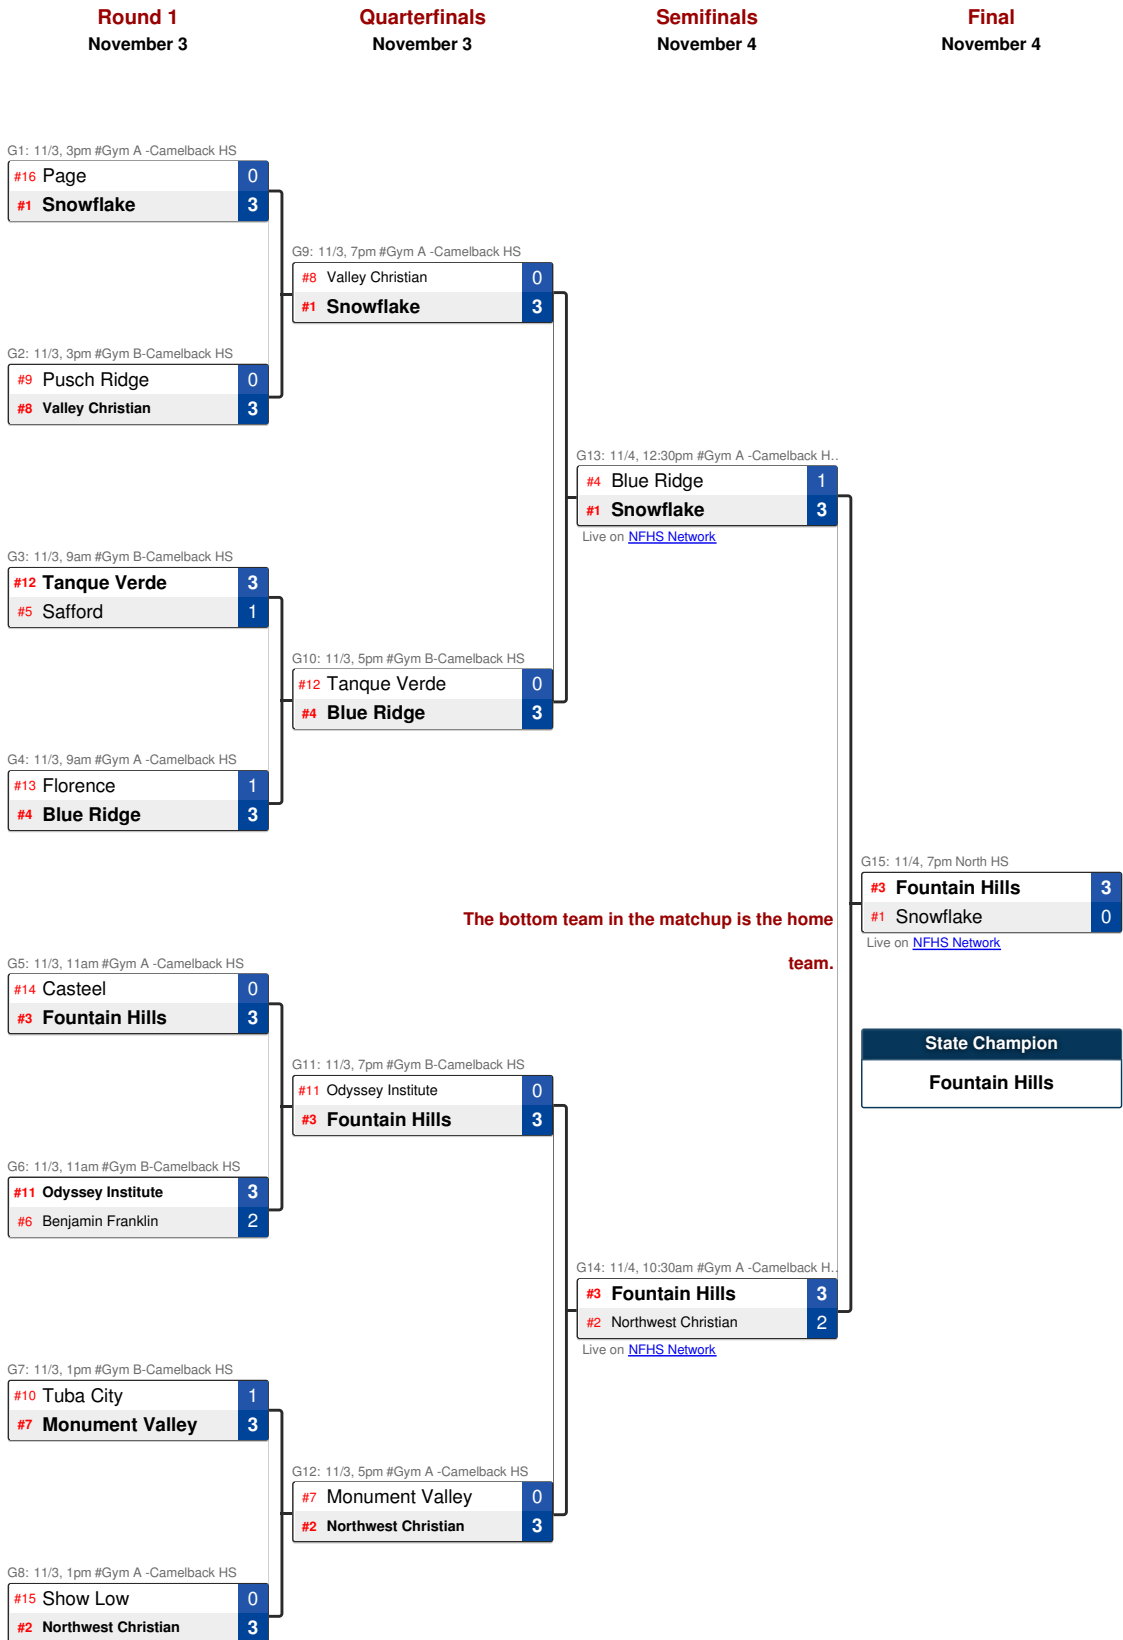 Round 1
November 3
Quarterfinals
November 3
Semifinals
November 4
Final
November 4
G1: 11/3, 3pm #Gym A -Camelback HS
#16 Page 0
#1 Snowflake 3
G2: 11/3, 3pm #Gym B-Camelback HS
#9 Pusch Ridge 0
#8 Valley Christian 3
G3: 11/3, 9am #Gym B-Camelback HS
#12 Tanque Verde 3
#5 Safford 1
G4: 11/3, 9am #Gym A -Camelback HS
#13 Florence 1
#4 Blue Ridge 3
G5: 11/3, 11am #Gym A -Camelback HS
#14 Casteel 0
#3 Fountain Hills 3
G6: 11/3, 11am #Gym B-Camelback HS
#11 Odyssey Institute 3
#6 Benjamin Franklin 2
G7: 11/3, 1pm #Gym B-Camelback HS
#10 Tuba City 1
#7 Monument Valley 3
G8: 11/3, 1pm #Gym A -Camelback HS
#15 Show Low 0
#2 Northwest Christian 3
G9: 11/3, 7pm #Gym A -Camelback HS
#8 Valley Christian 0
#1 Snowflake 3
G10: 11/3, 5pm #Gym B-Camelback HS
#12 Tanque Verde 0
#4 Blue Ridge 3
G11: 11/3, 7pm #Gym B-Camelback HS
#11 Odyssey Institute 0
#3 Fountain Hills 3
G12: 11/3, 5pm #Gym A -Camelback HS
#7 Monument Valley 0
#2 Northwest Christian 3
G13: 11/4, 12:30pm #Gym A -Camelback H..
#4 Blue Ridge 1
#1 Snowflake 3
Live on NFHS Network
The bottom team in the matchup is the home
team.
G14: 11/4, 10:30am #Gym A -Camelback H..
#3 Fountain Hills 3
#2 Northwest Christian 2
Live on NFHS Network
G15: 11/4, 7pm North HS
#3 Fountain Hills 3
#1 Snowflake 0
Live on NFHS Network
State Champion
Fountain Hills